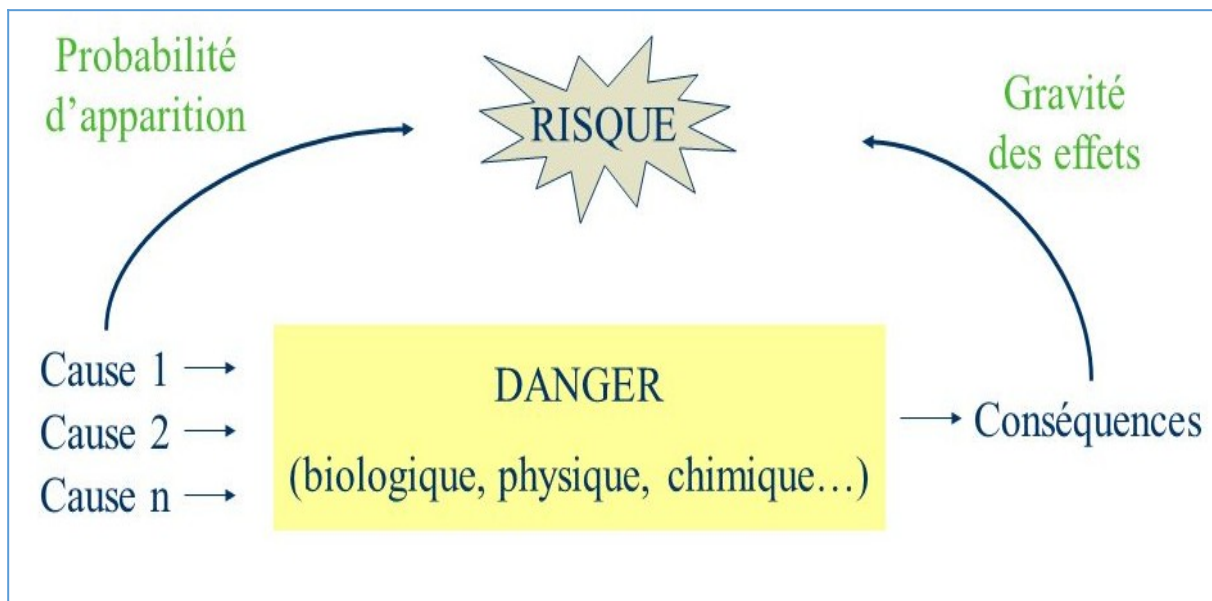 Probabilité
d'apparition
RISQUE
Gravité
des effets
Cause 1
Cause 2
Cause n
DANGER
(biologique, physique, chimique…)
Conséquences